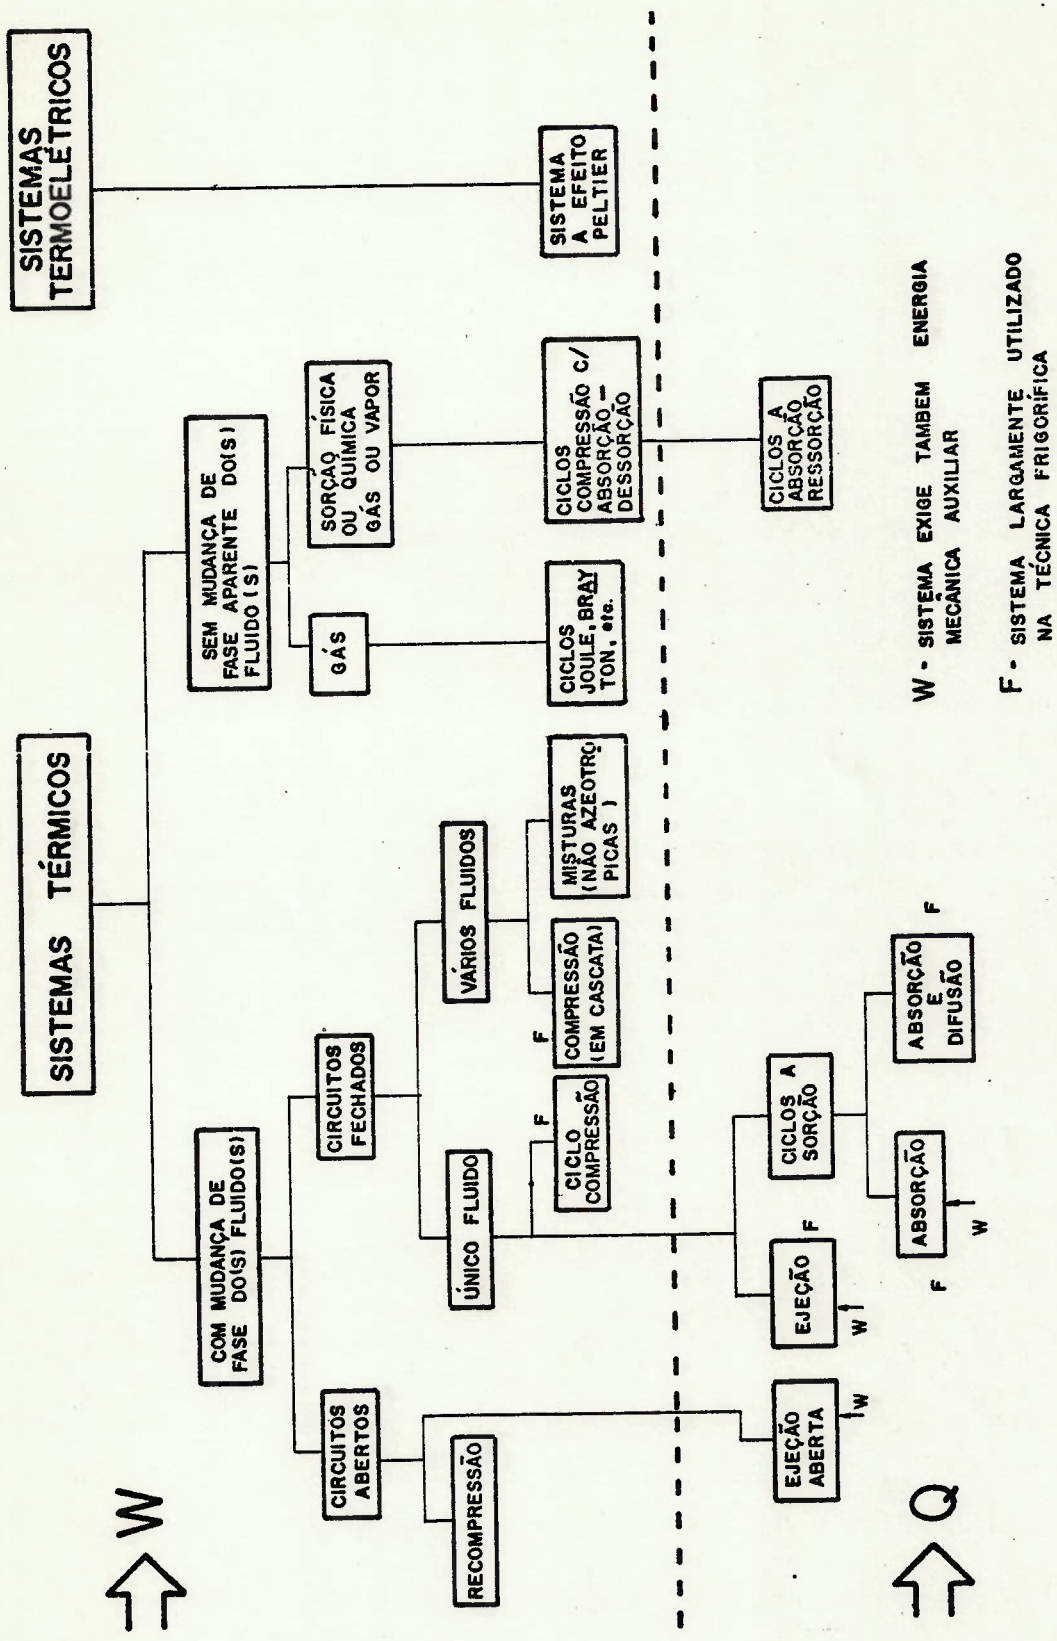 SISTEMAS TÉRMICOS
SISTEMAS
TERMOELÉTRICOS
W
COM MUDANÇA DE
FASE DO(S) FLUIDO(S)
SEM MUDANÇA DE
FASE APARENTE DO(S)
FLUIDO(S)
CIRCUITOS
ABERTOS
CIRCUITOS
FECHADOS
GÁS
SORÇÃO FÍSICA
OU QUÍMICA
GÁS OU VAPOR
RECOMPRESSÃO
ÚNICO FLUIDO
VÁRIOS FLUIDOS
CICLO
COMPRESSÃO
F
COMPRESSÃO
(EM CASCATA)
F
MISTURAS
(NÃO AZEOTRO
PICAS )
CICLOS
JOULE, BRAY
TON, etc.
CICLOS
COMPRESSÃO C/
ABSORÇÃO –
DESSORÇÃO
SISTEMA
A EFEITO
PELTIER
EJEÇÃO
ABERTA
W
EJEÇÃO
F
W
CICLOS A
SORÇÃO
CICLOS A
ABSORÇÃO
RESSORÇÃO
Q
F
ABSORÇÃO
W
ABSORÇÃO
E
DIFUSÃO
F
W - SISTEMA EXIGE TAMBEM ENERGIA
MECÂNICA AUXILIAR
F - SISTEMA LARGAMENTE UTILIZADO
NA TÉCNICA FRIGORÍFICA